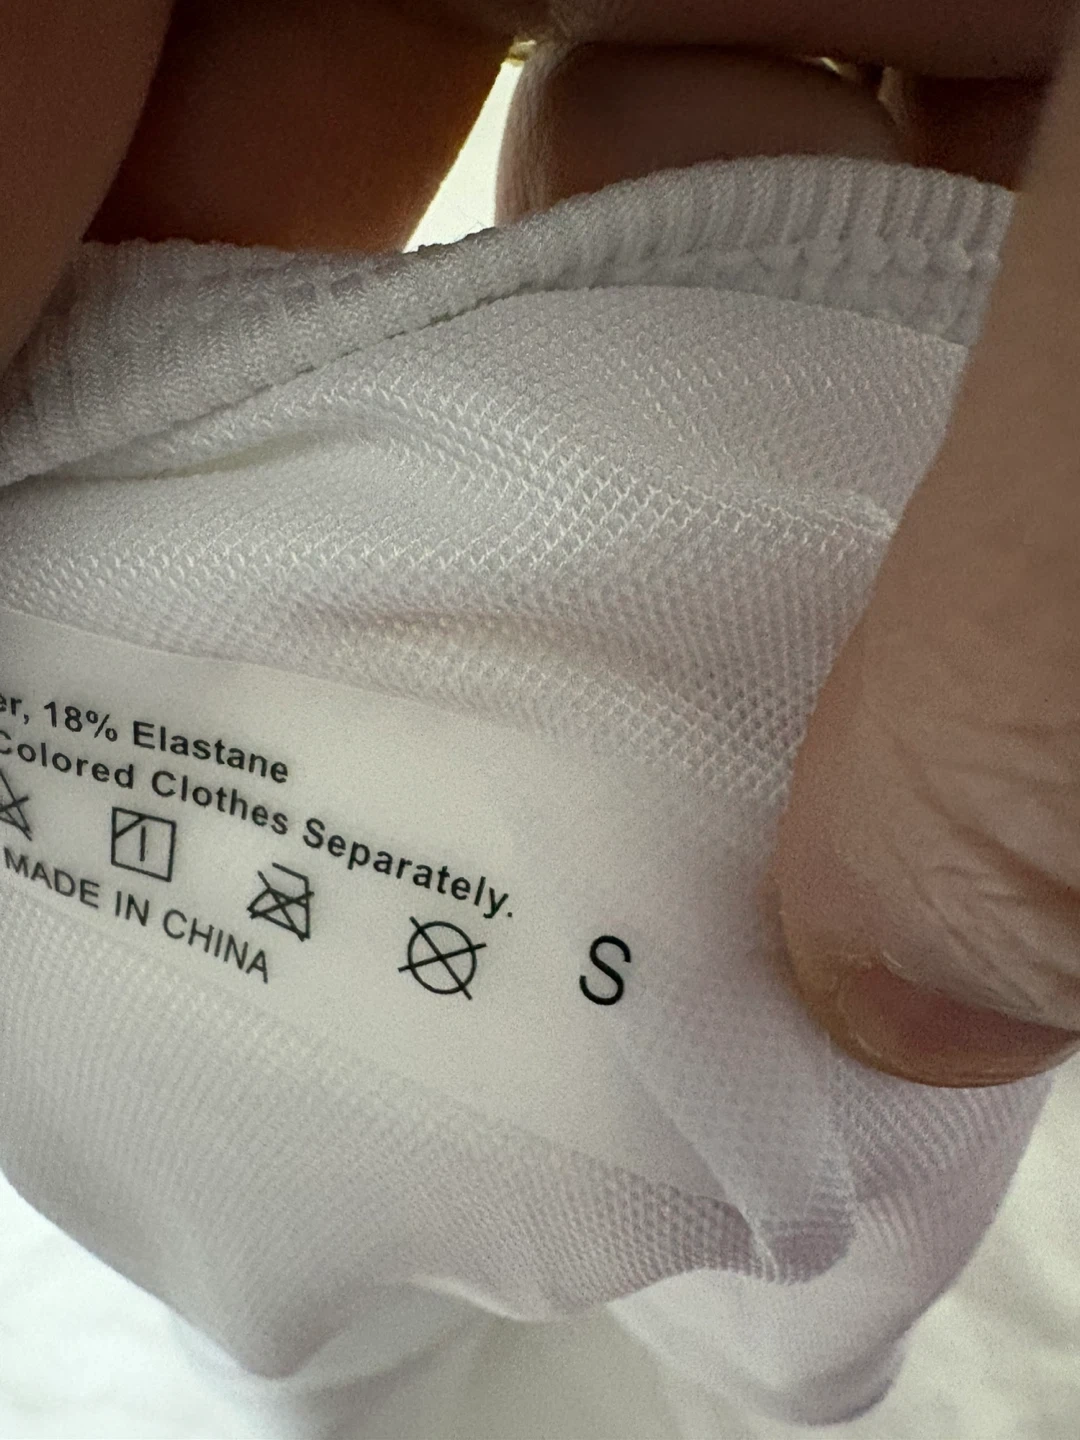 er, 18% Elastane
Colored Clothes Separately.
MADE IN CHINA
S